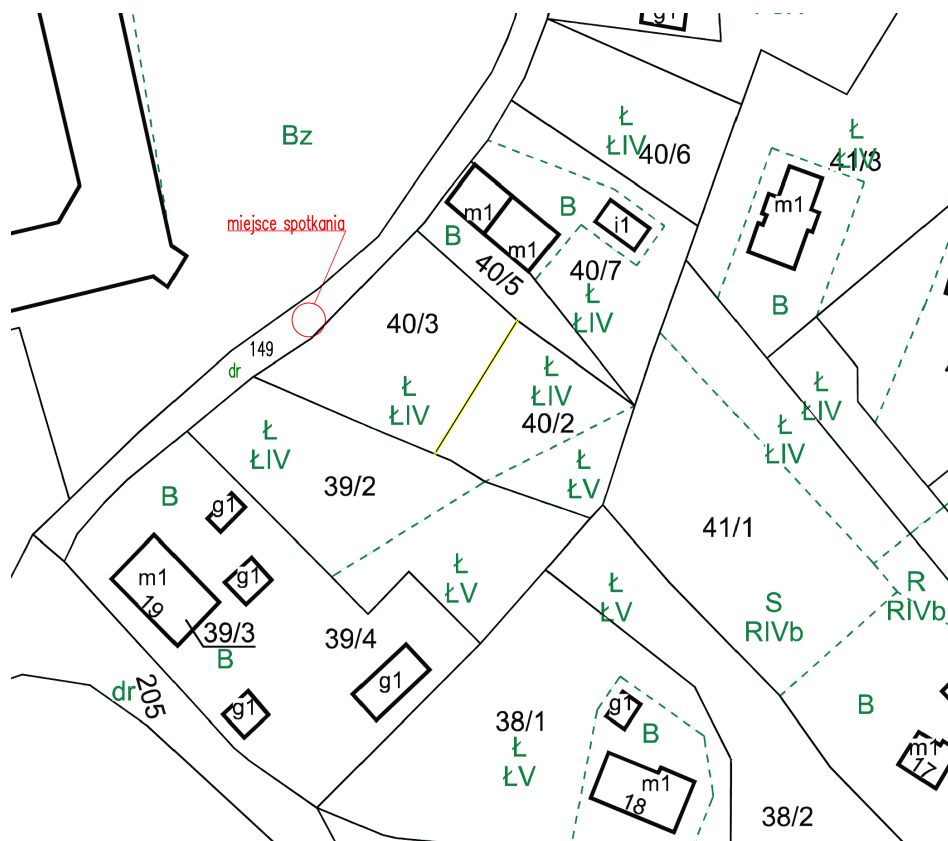 g1
Bz
Ł
ŁIV
40/6
Ł
ŁIV
41/3
m1
B
i1
m1
m1
B
miejsce spotkania
40/5
40/7
Ł
ŁIV
B
40/3
149
dr
Ł
ŁIV
Ł
ŁIV
40/2
Ł
ŁIV
Ł
ŁIV
Ł
ŁIV
Ł
ŁV
39/2
B
g1
41/1
m1
19
g1
Ł
ŁV
Ł
ŁV
S
RIVb
R
RIVb
39/3
B
39/4
g1
dr
205
g1
38/1
Ł
ŁV
g1
B
B
m1
17
m1
18
38/2